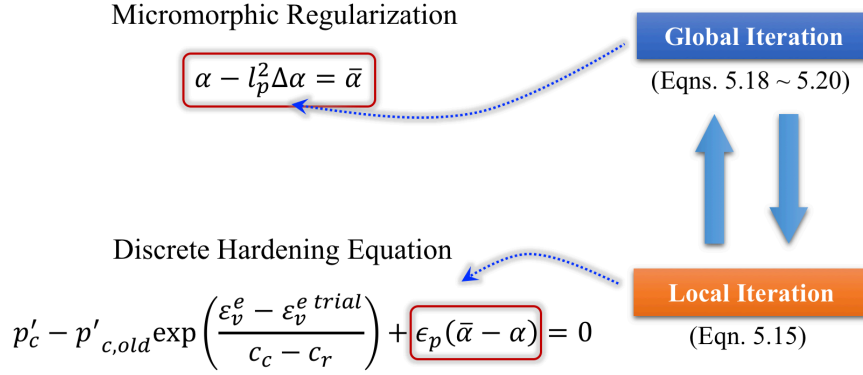 Micromorphic Regularization
α − l_p^2 Δα = ᾱ
Global Iteration
(Eqns. 5.18 ~ 5.20)
Discrete Hardening Equation
p'_c − p'_{c,old} exp((ε_v^e − ε_v^{e trial}) / (c_c − c_r)) + ϵ_p(ᾱ − α) = 0
Local Iteration
(Eqn. 5.15)